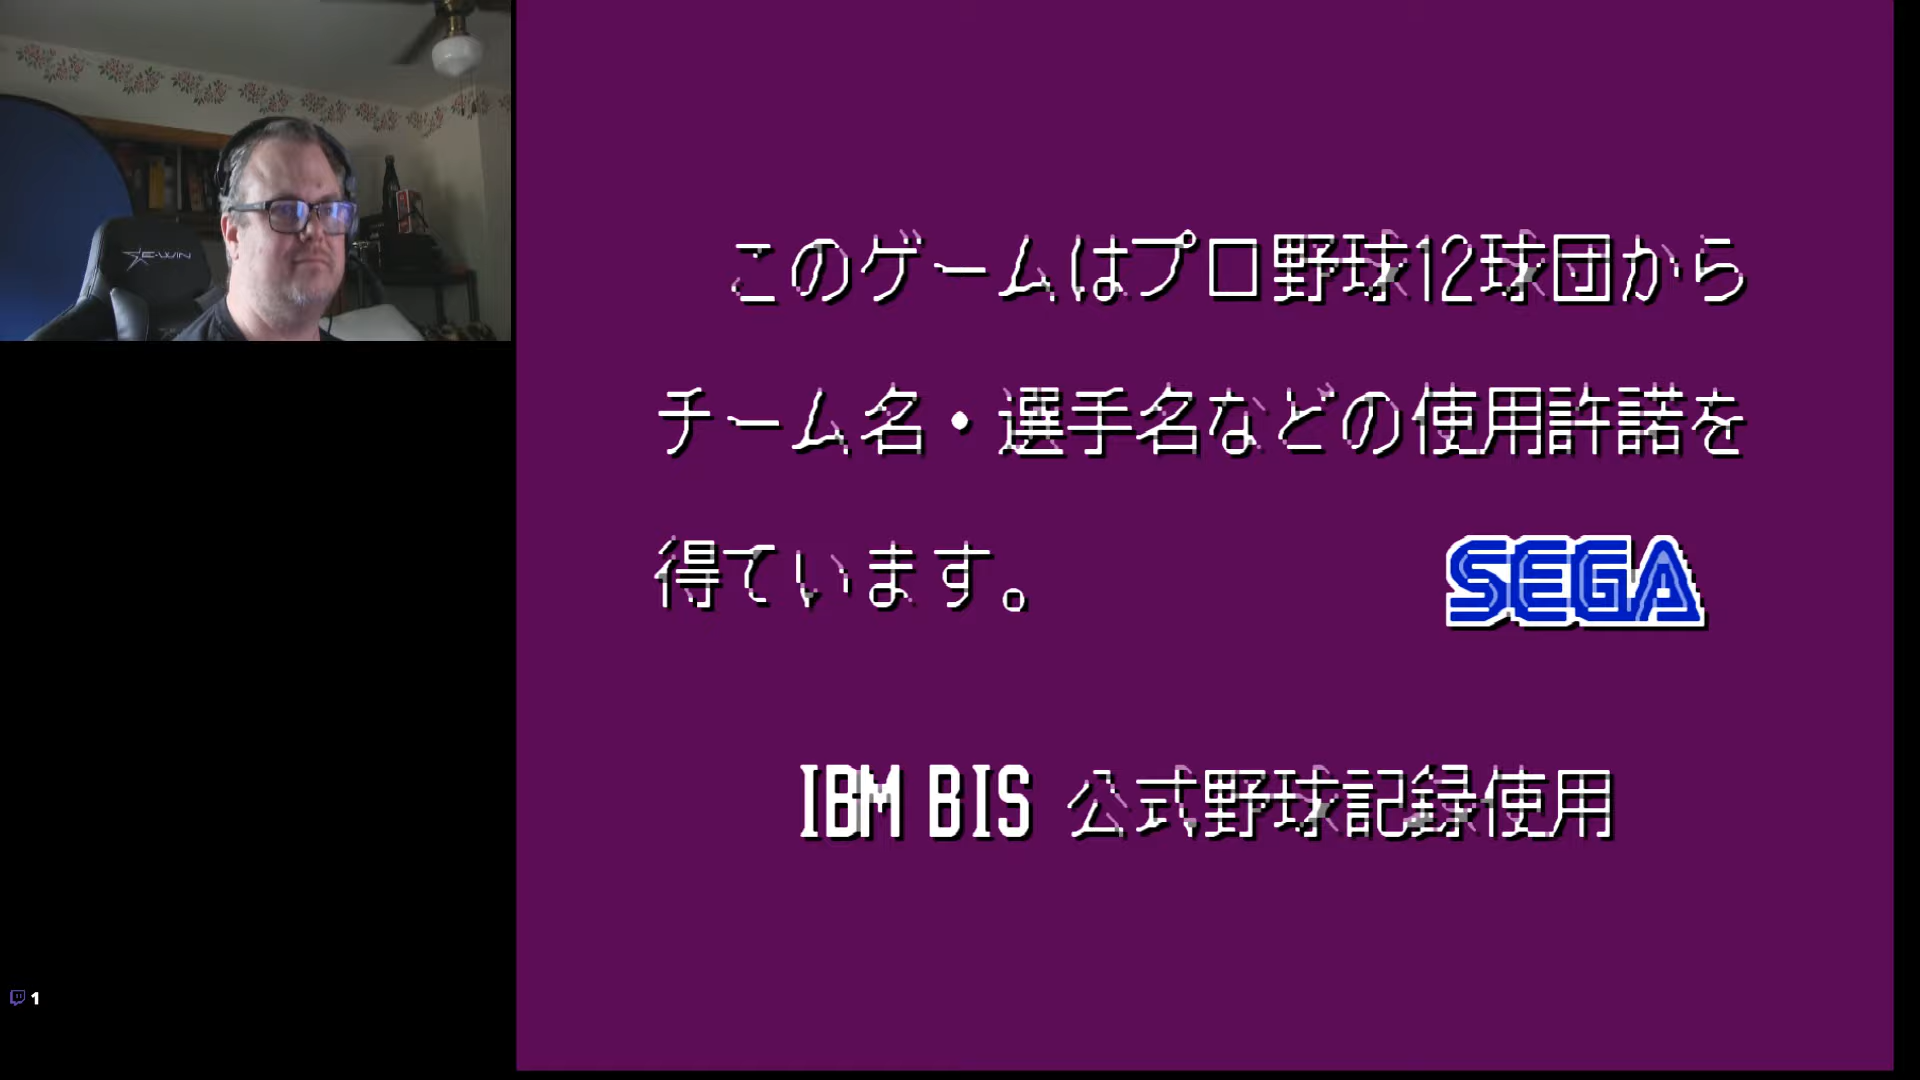 E-WIN
このゲームはプロ野球12球団から
チーム名・選手名などの使用許諾を
得ています。
SEGA
IBM BIS 公式野球記録使用
1